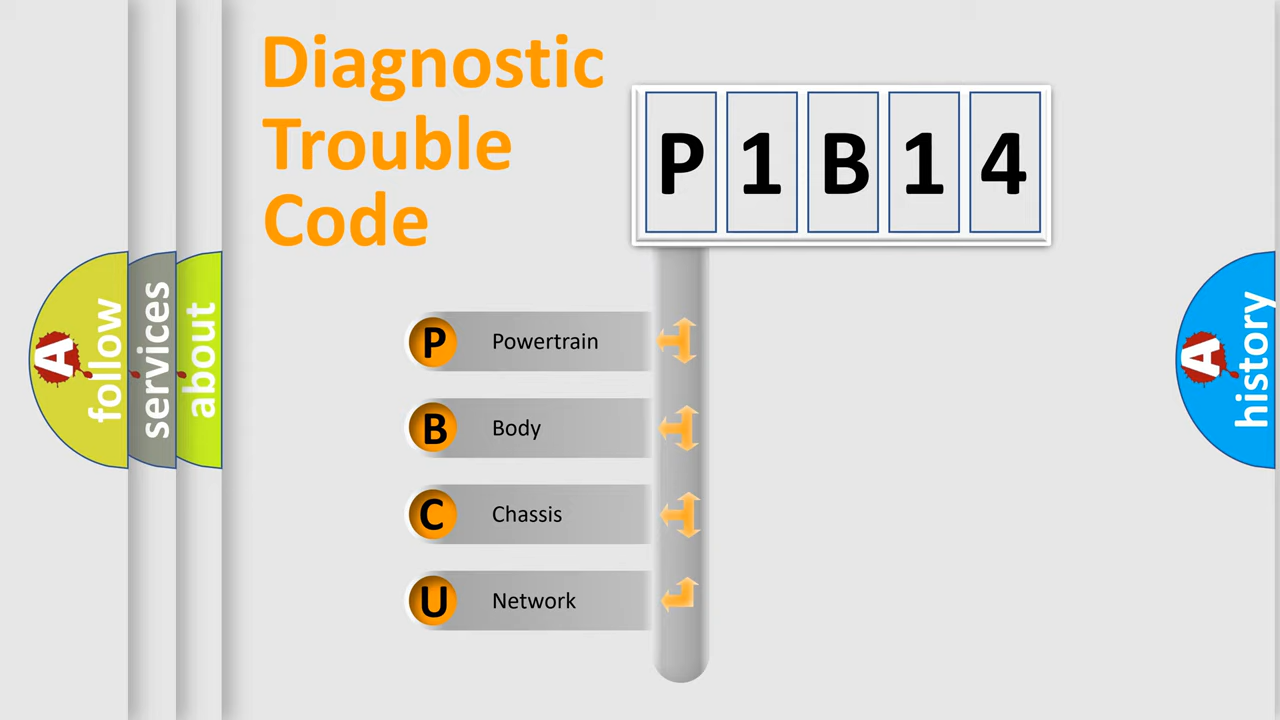 Diagnostic
Trouble
Code
P 1 B 1 4
P Powertrain
B Body
C Chassis
U Network
A follow
services
about
A history